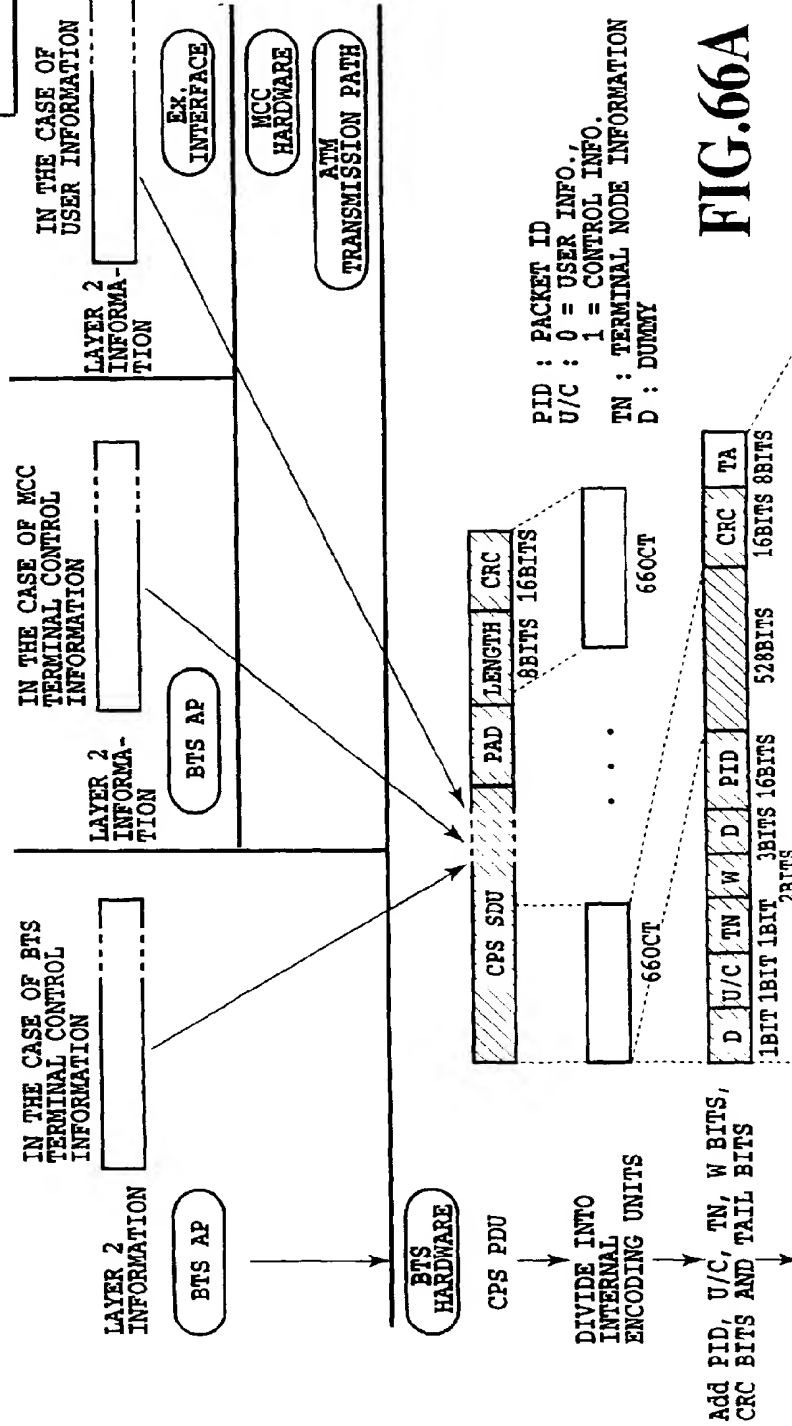 IN THE CASE OF BTS
TERMINAL CONTROL
INFORMATION
IN THE CASE OF MCC
TERMINAL CONTROL
INFORMATION
IN THE CASE OF
USER INFORMATION
LAYER 2
INFORMATION
LAYER 2
INFORMA-
TION
LAYER 2
INFORMA-
TION
BTS AP
BTS AP
EX.
INTERFACE
MCC
HARDWARE
ATM
TRANSMISSION PATH
BTS
HARDWARE
CPS PDU
CPS SDU
PAD
LENGTH
CRC
8BITS
16BITS
DIVIDE INTO
INTERNAL
ENCODING UNITS
66OCT
• • •
66OCT
PID : PACKET ID
U/C : 0 = USER INFO.,
1 = CONTROL INFO.
TN : TERMINAL NODE INFORMATION
D : DUMMY
Add PID, U/C, TN, W BITS,
CRC BITS AND TAIL BITS
D
U/C
TN
W
D
PID
CRC
TA
1BIT 1BIT 1BIT
2BITS
3BITS 16BITS
528BITS
16BITS 8BITS
FIG.66A